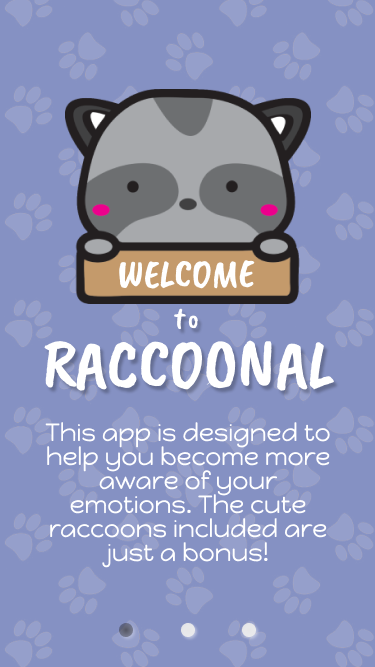 WELCOME
to
RACCOONAL
This app is designed to
help you become more
aware of your
emotions. The cute
raccoons included are
just a bonus!